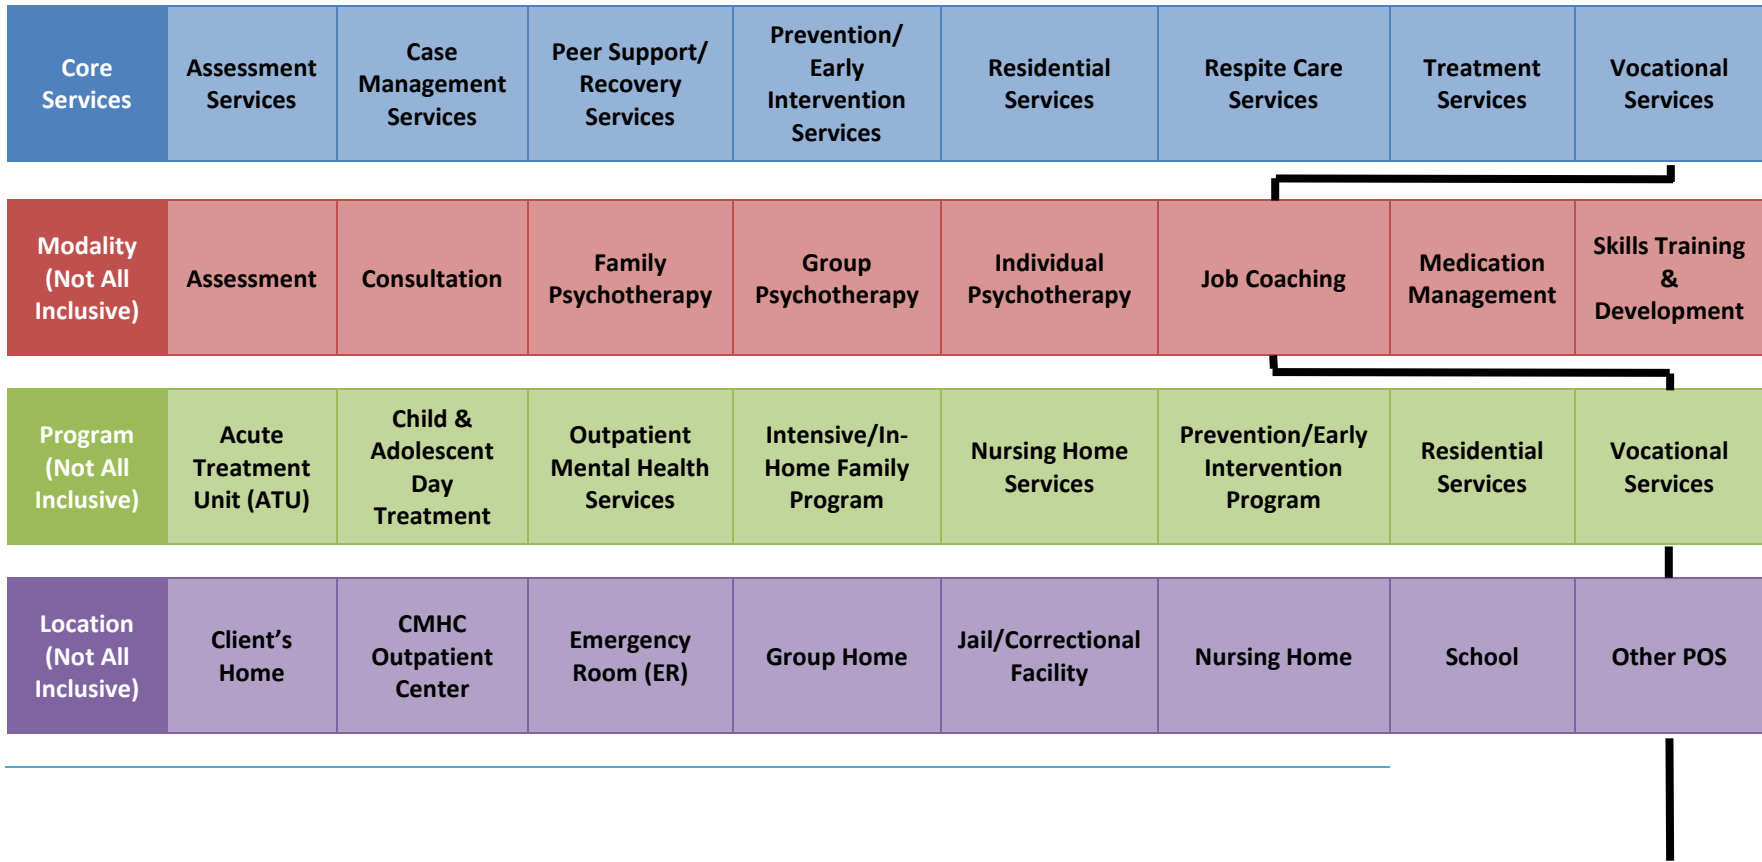 Core
Services
Assessment
Services
Case
Management
Services
Peer Support/
Recovery
Services
Prevention/
Early
Intervention
Services
Residential
Services
Respite Care
Services
Treatment
Services
Vocational
Services
Modality
(Not All
Inclusive)
Assessment
Consultation
Family
Psychotherapy
Group
Psychotherapy
Individual
Psychotherapy
Job Coaching
Medication
Management
Skills Training
&
Development
Program
(Not All
Inclusive)
Acute
Treatment
Unit (ATU)
Child &
Adolescent
Day
Treatment
Outpatient
Mental Health
Services
Intensive/In-
Home Family
Program
Nursing Home
Services
Prevention/Early
Intervention
Program
Residential
Services
Vocational
Services
Location
(Not All
Inclusive)
Client’s
Home
CMHC
Outpatient
Center
Emergency
Room (ER)
Group Home
Jail/Correctional
Facility
Nursing Home
School
Other POS